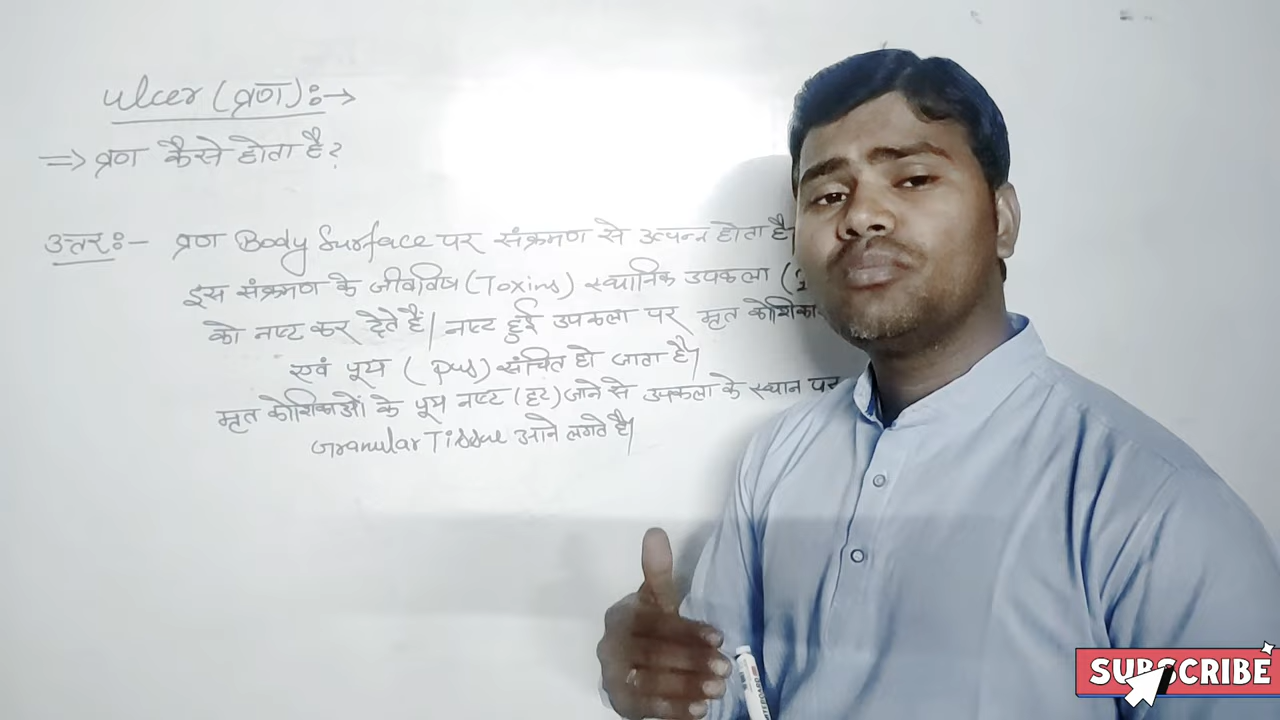 ulcer (व्रण) :→
⇒ व्रण कैसे होता है?
उत्तर :- व्रण Body Surface पर संक्रमण से उत्पन्न होता है
इस संक्रमण के जीवविष (Toxins) स्थानिक उपकला (
को नष्ट कर देते है| नष्ट हुई उपकला पर मृत कोशिका
एवं पूय ( pus) संचित हो जाता है|
मृत कोशिकाओं के पूय नष्ट (हट) जाने से उपकला के स्थान पर
Granular Tissue आने लगते है|
SUBSCRIBE